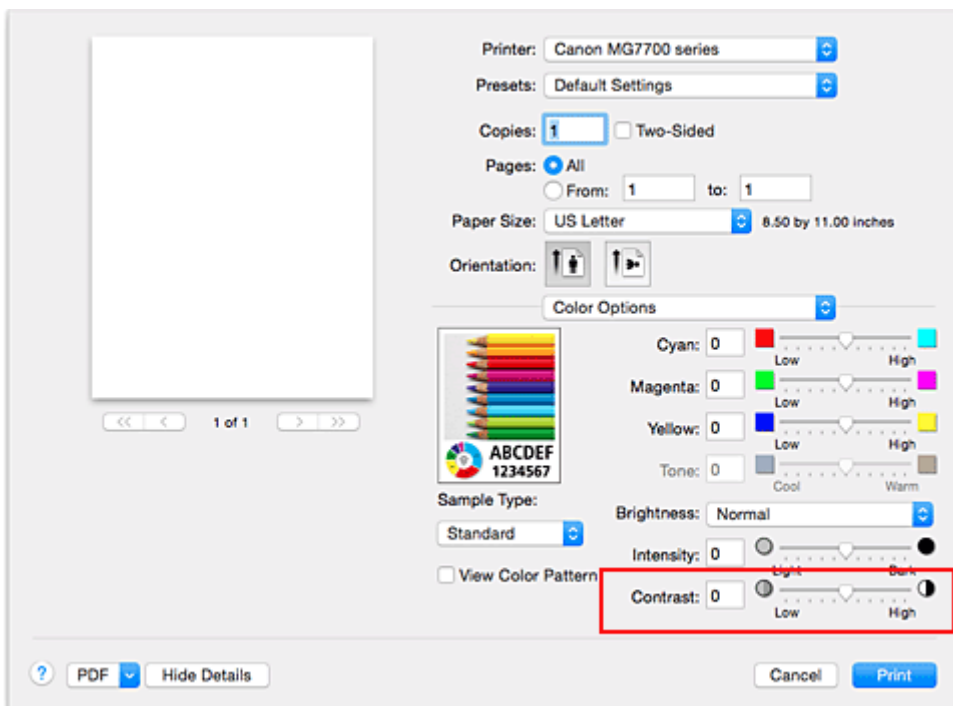 Printer: Canon MG7700 series
Presets: Default Settings
Copies: 1 Two-Sided
Pages: All
From: 1 to: 1
Paper Size: US Letter 8.50 by 11.00 inches
Orientation:
Color Options
Cyan: 0
Low High
Magenta: 0
Low High
Yellow: 0
Low High
Tone: 0
Cool Warm
ABCDEF
1234567
Sample Type:
Standard
View Color Pattern
Brightness: Normal
Intensity: 0
Light Dark
Contrast: 0
Low High
<< < 1 of 1 > >>
? PDF Hide Details Cancel Print